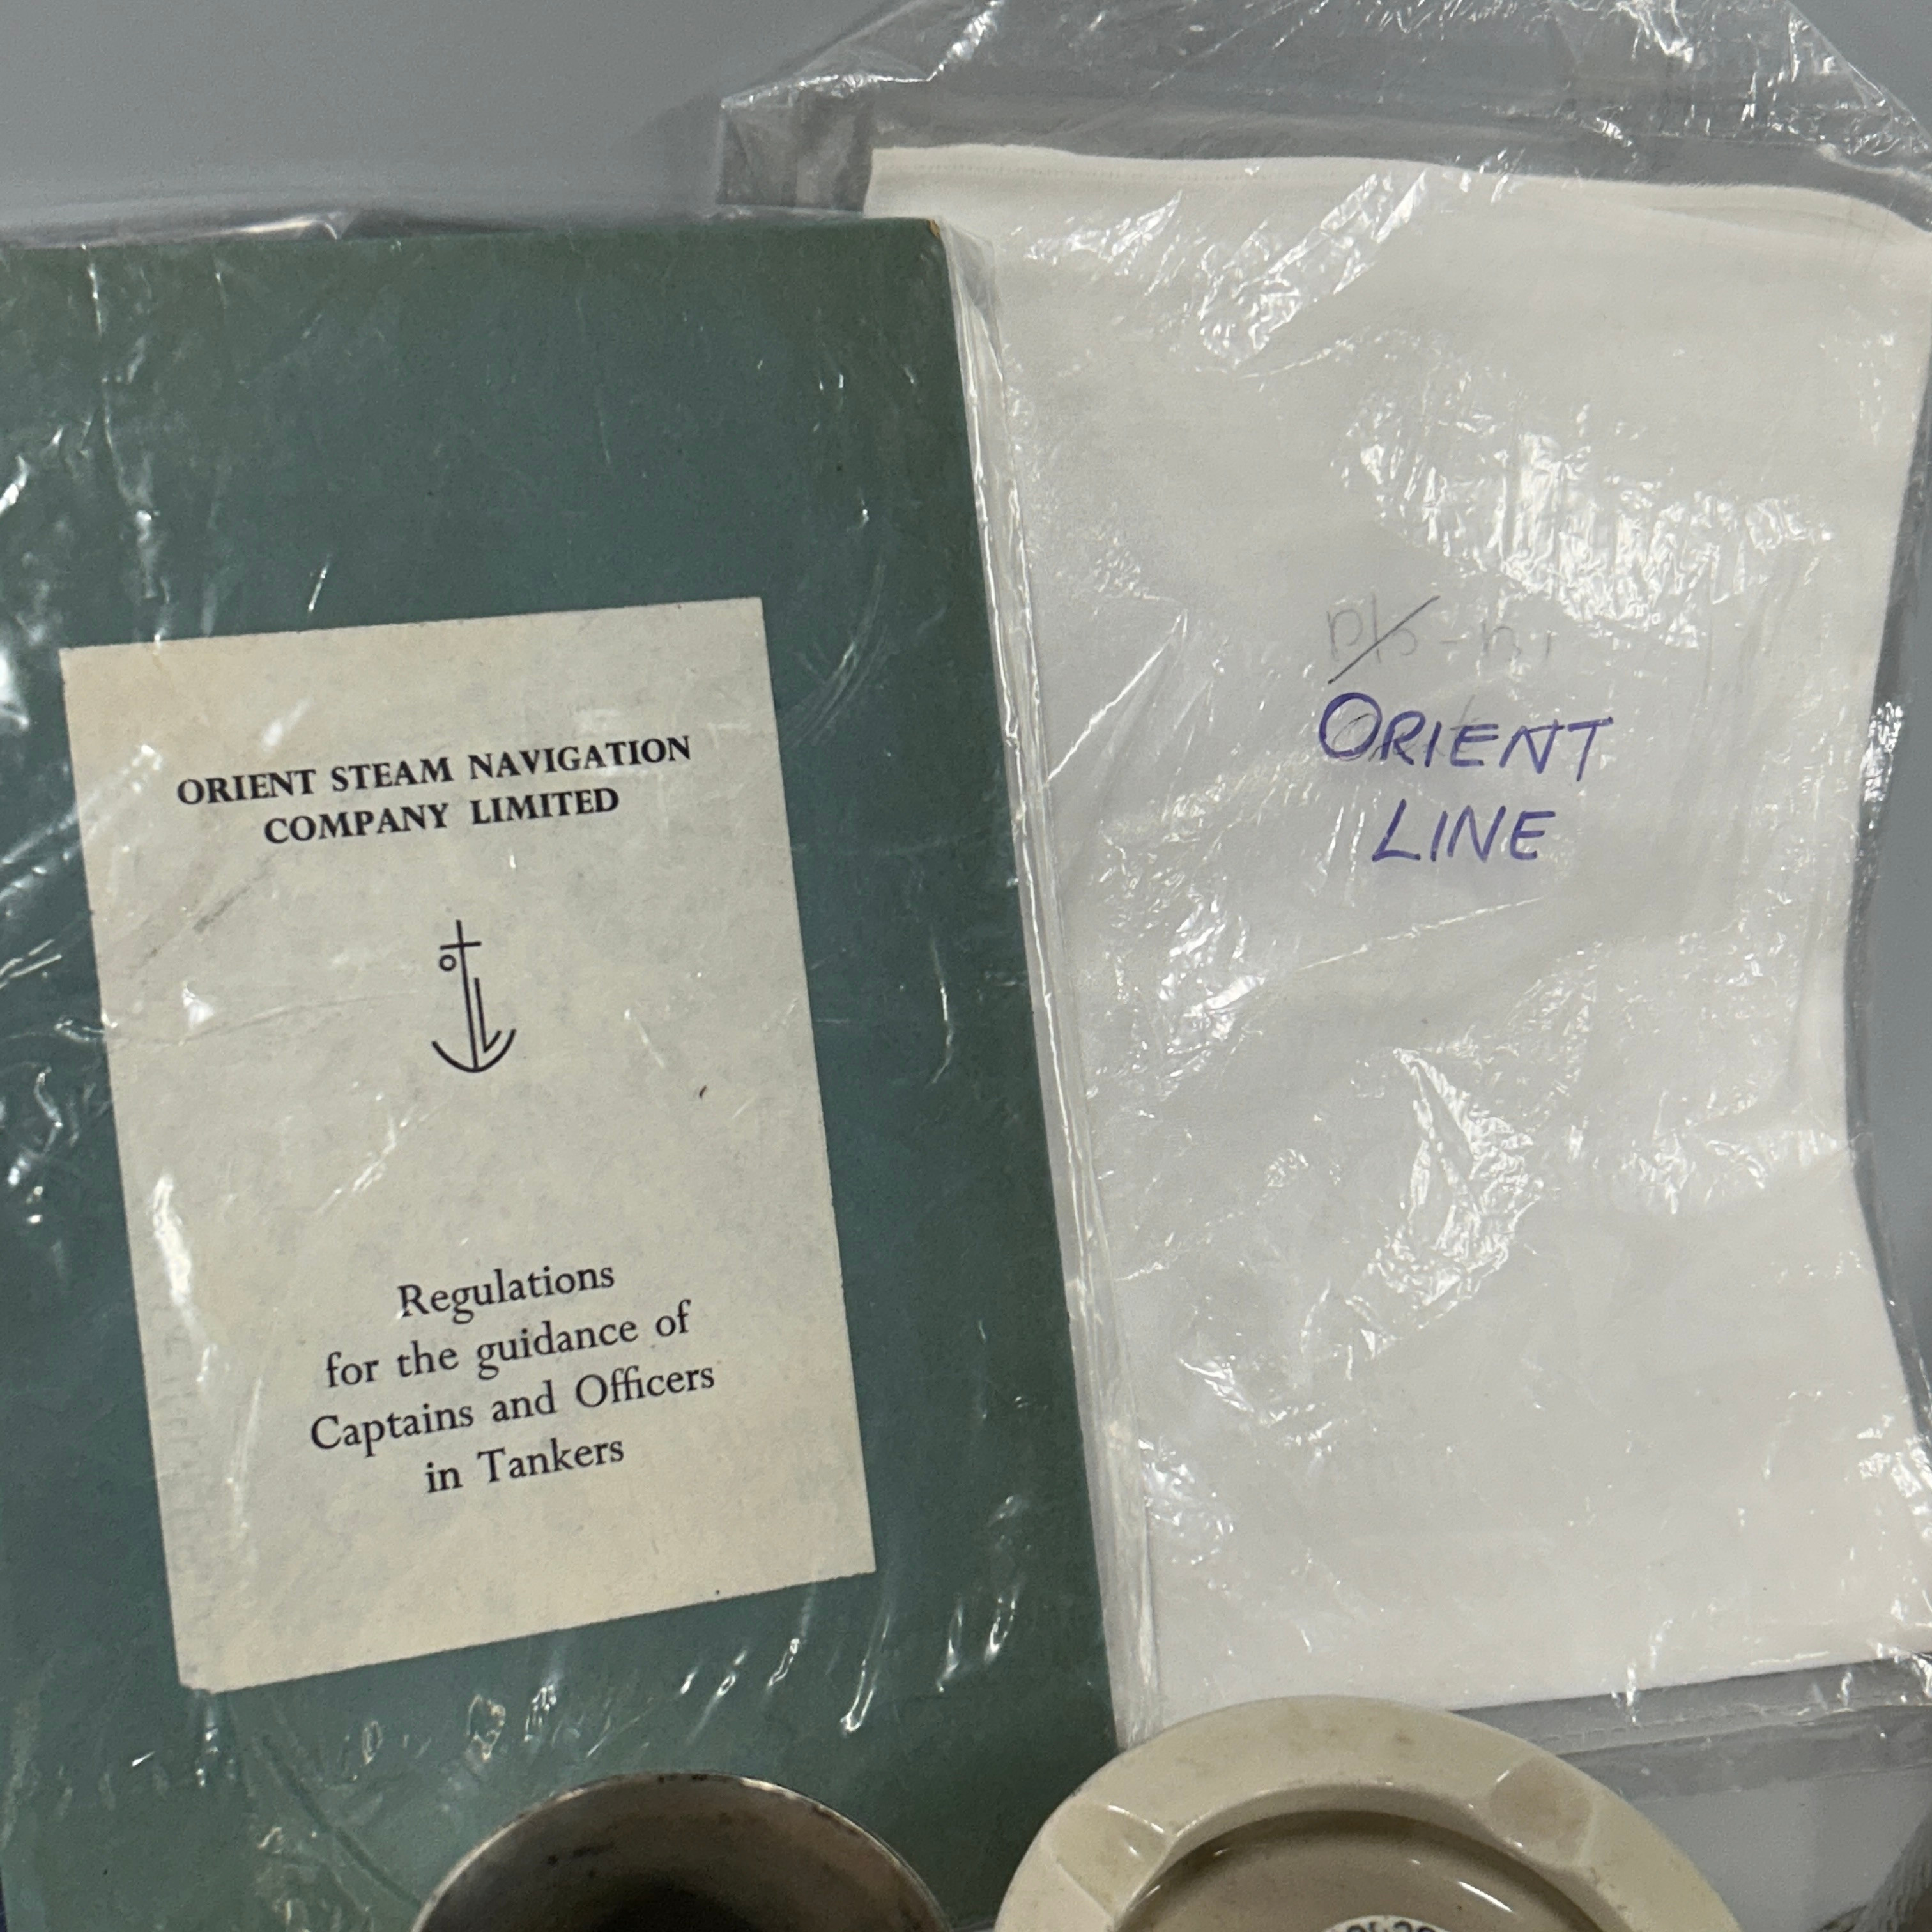 ORIENT STEAM NAVIGATION
COMPANY LIMITED
Regulations
for the guidance of
Captains and Officers
in Tankers
ORIENT
LINE